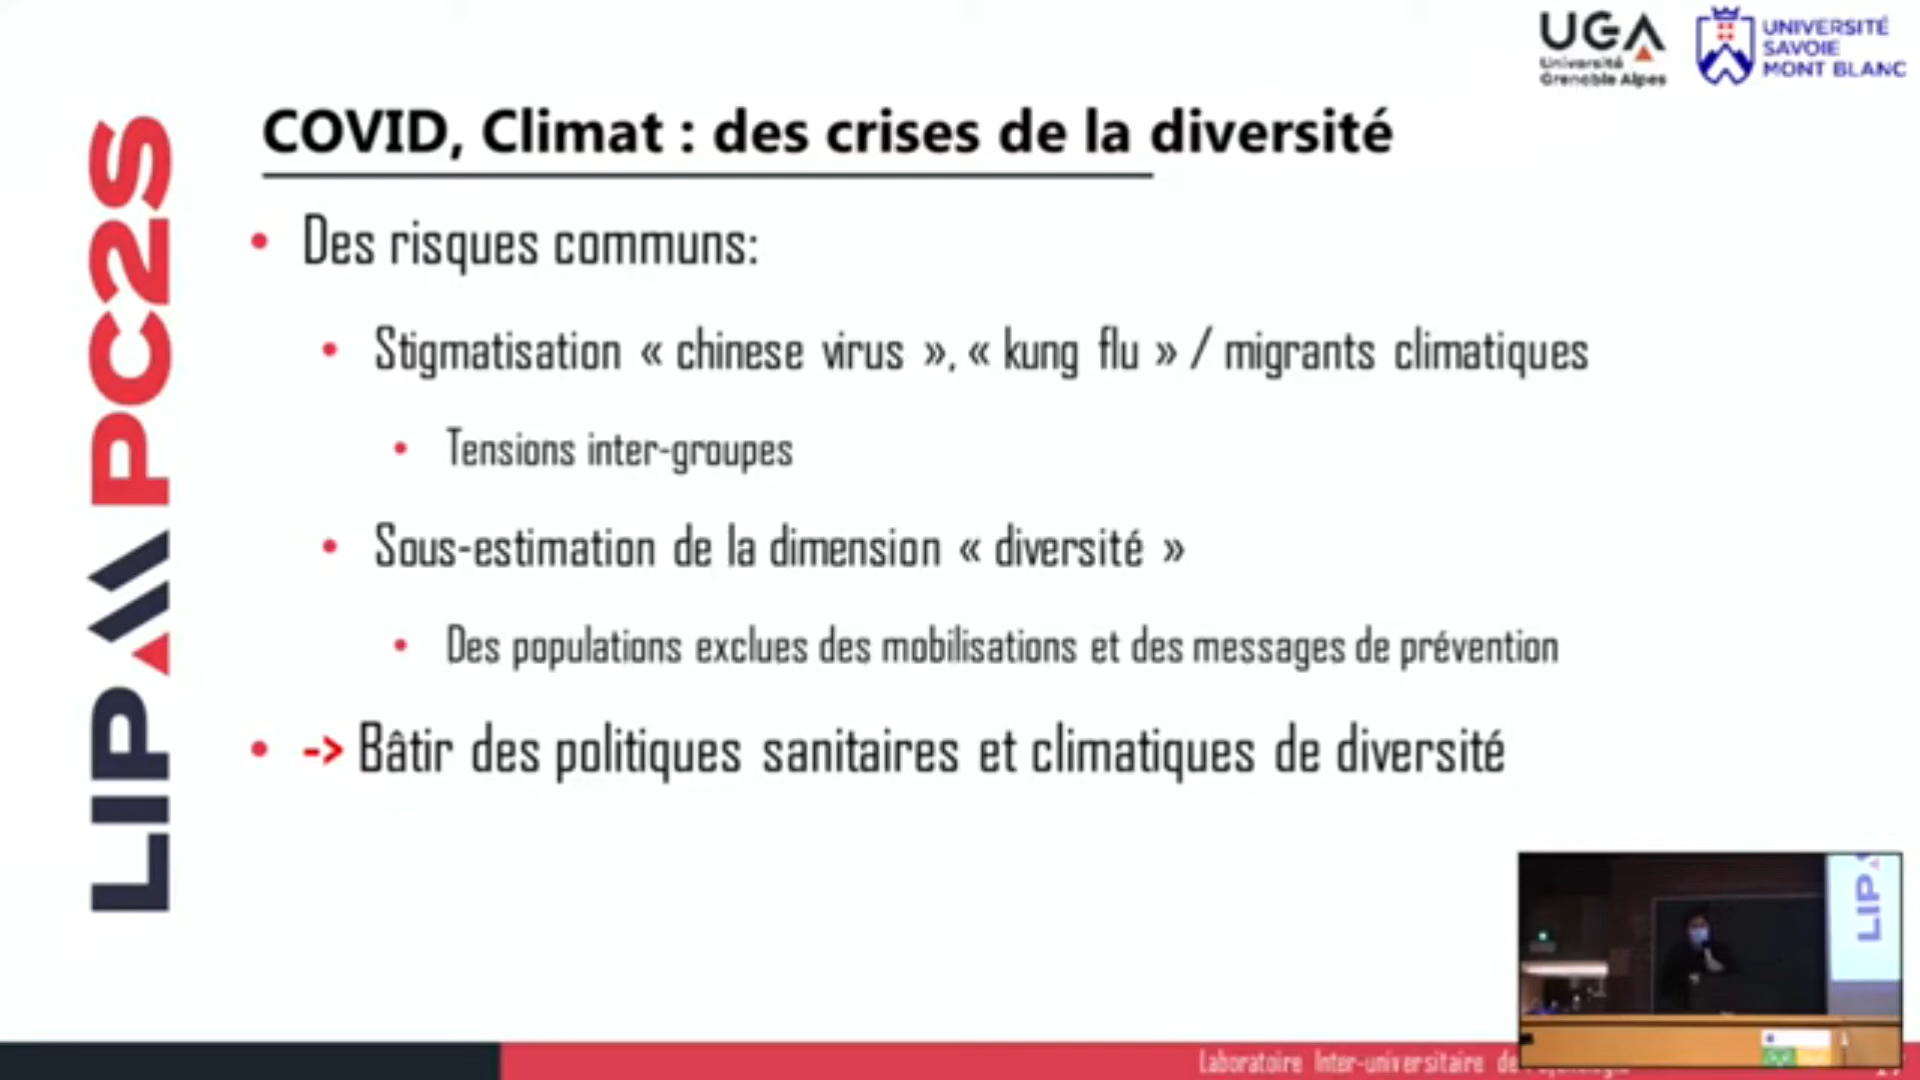 UGA
Université
Grenoble Alpes
UNIVERSITÉ
SAVOIE
MONT BLANC
LIP PC2S
COVID, Climat : des crises de la diversité
• Des risques communs:
• Stigmatisation « chinese virus », « kung flu » / migrants climatiques
• Tensions inter-groupes
• Sous-estimation de la dimension « diversité »
• Des populations exclues des mobilisations et des messages de prévention
• -> Bâtir des politiques sanitaires et climatiques de diversité
LIP
Laboratoire Inter-universitaire de